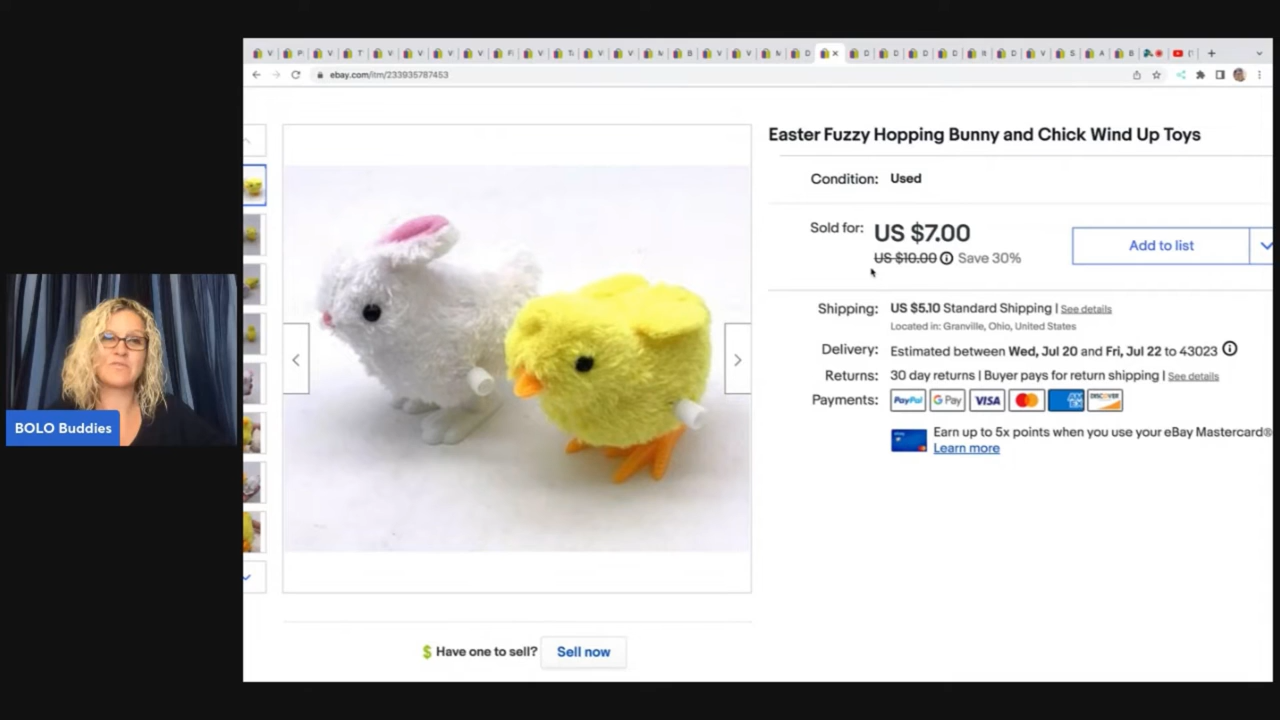 ebay.com/itm/233935787453
Easter Fuzzy Hopping Bunny and Chick Wind Up Toys
Condition: Used
Sold for: US $7.00
US $10.00 Save 30%
Add to list
Shipping: US $5.10 Standard Shipping | See details
Located in: Granville, Ohio, United States
Delivery: Estimated between Wed, Jul 20 and Fri, Jul 22 to 43023
Returns: 30 day returns | Buyer pays for return shipping | See details
Payments: PayPal G Pay VISA DISCOVER
Earn up to 5x points when you use your eBay Mastercard®
Learn more
BOLO Buddies
$ Have one to sell? Sell now